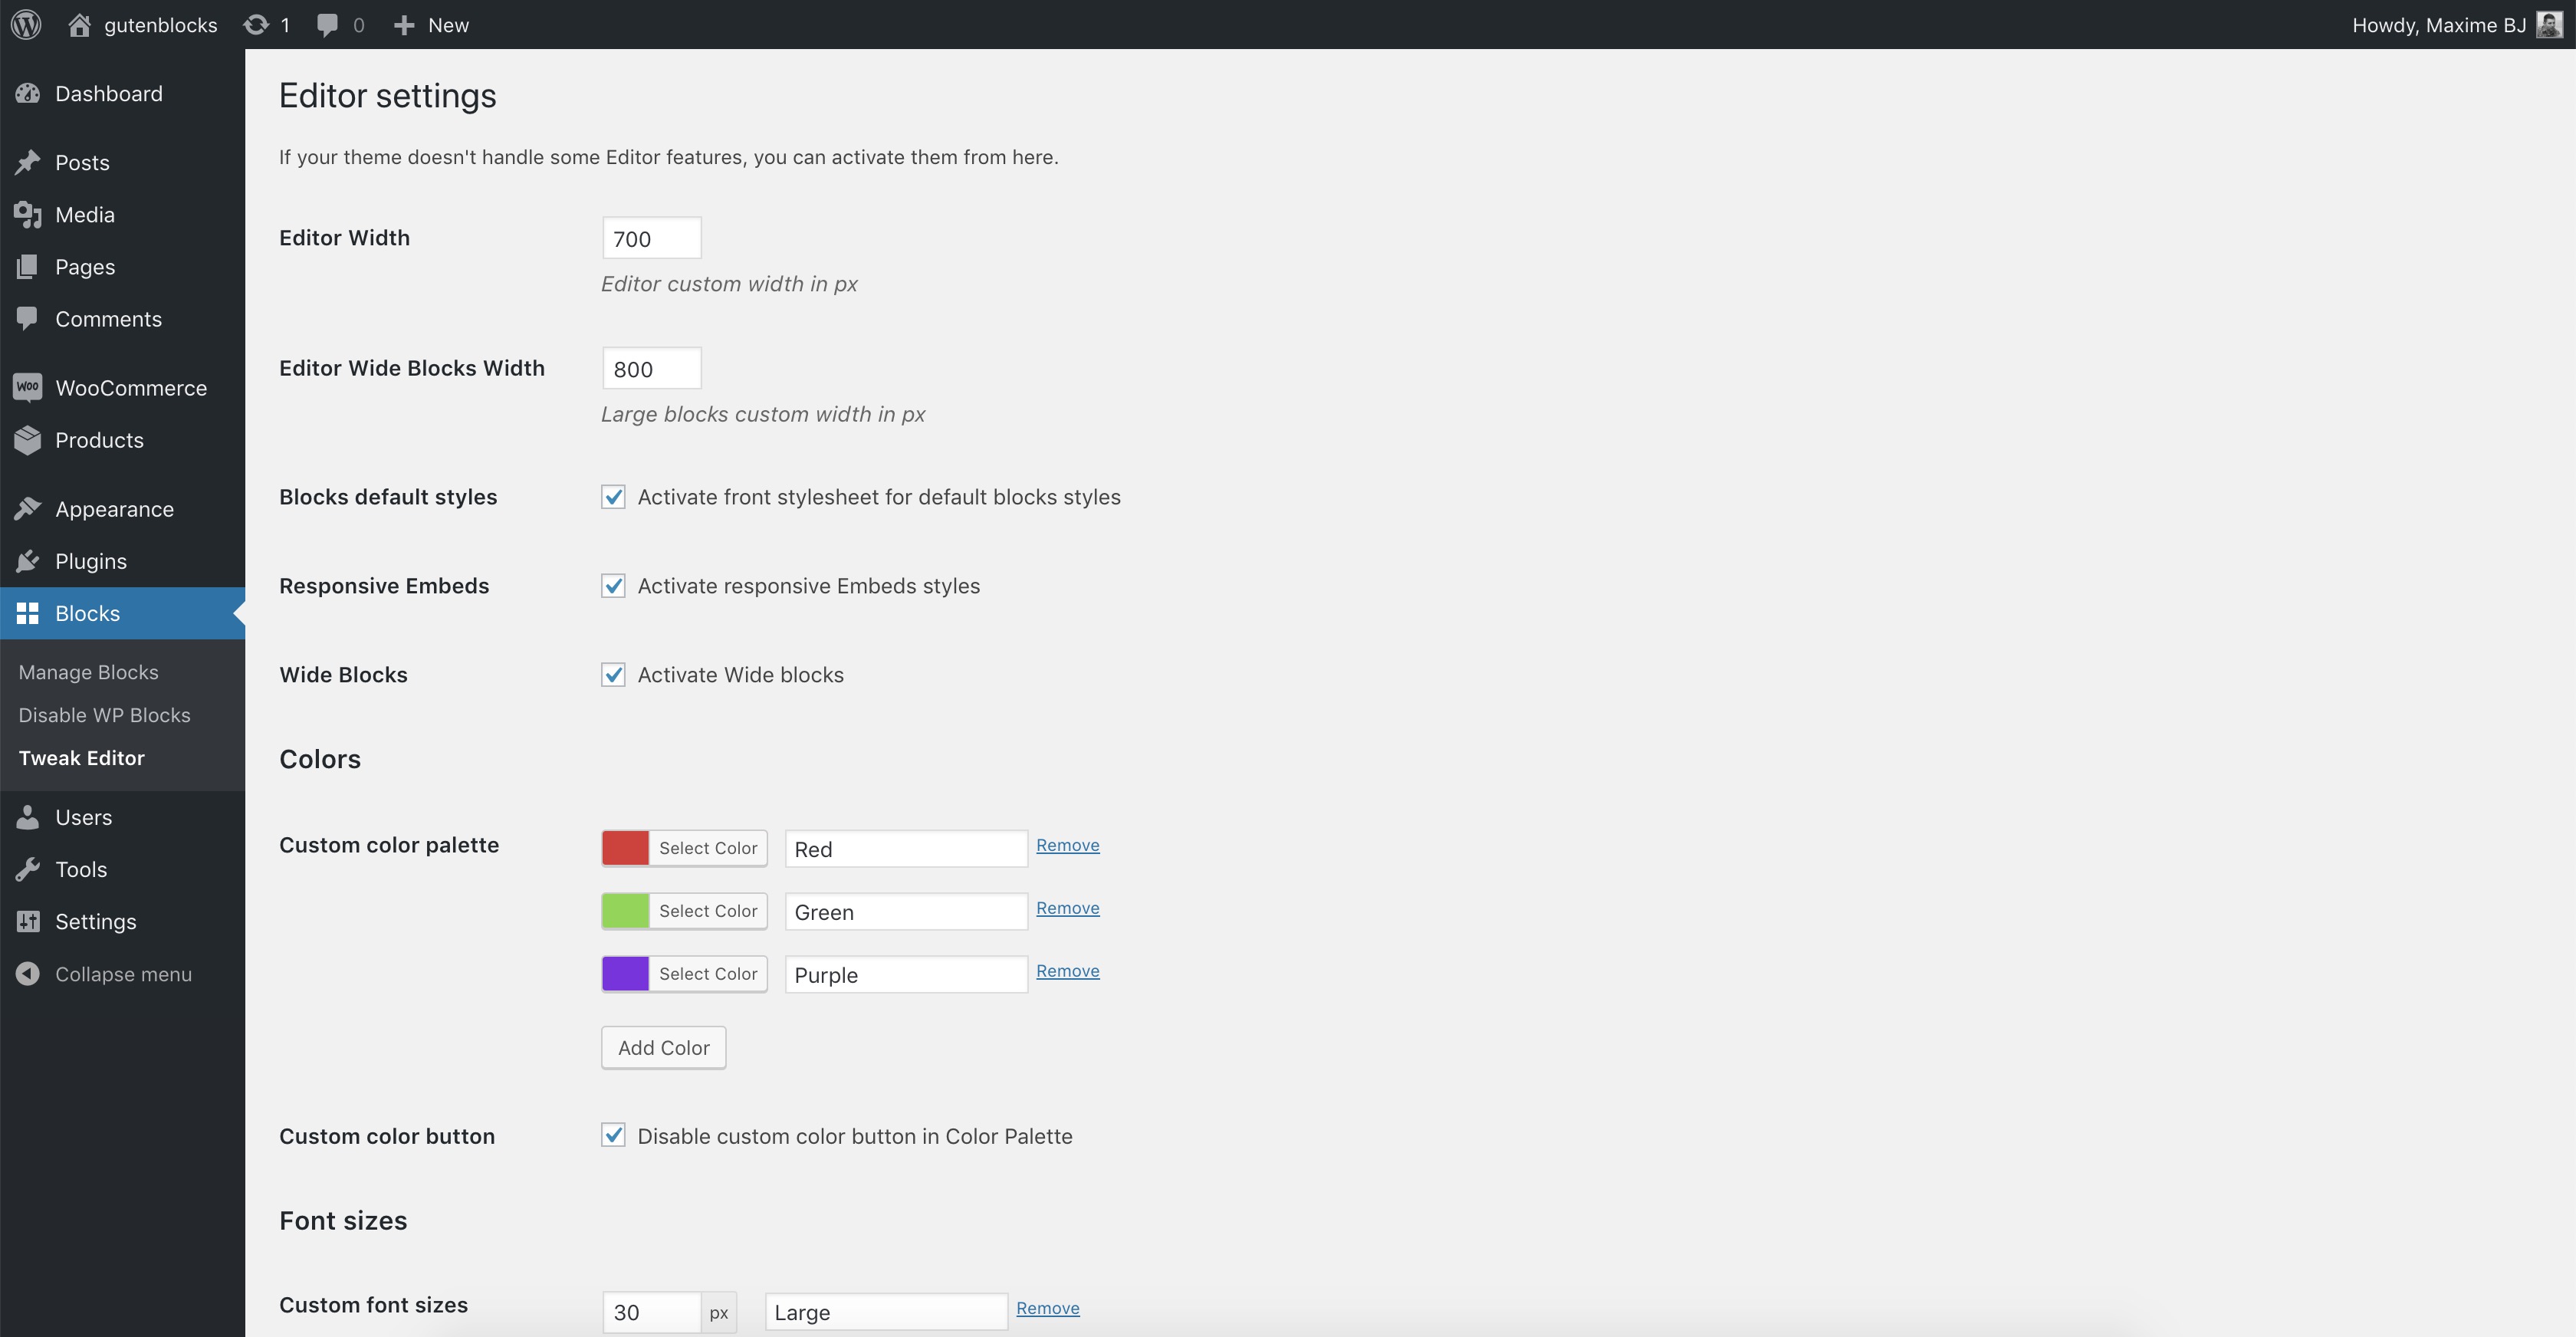 gutenblocks 1 0 New Howdy, Maxime BJ
Dashboard
Posts
Media
Pages
Comments
Woo WooCommerce
Products
Appearance
Plugins
Blocks
Manage Blocks
Disable WP Blocks
Tweak Editor
Users
Tools
Settings
Collapse menu
Editor settings
If your theme doesn't handle some Editor features, you can activate them from here.
Editor Width 700
Editor custom width in px
Editor Wide Blocks Width 800
Large blocks custom width in px
Blocks default styles Activate front stylesheet for default blocks styles
Responsive Embeds Activate responsive Embeds styles
Wide Blocks Activate Wide blocks
Colors
Custom color palette Select Color Red Remove
Select Color Green Remove
Select Color Purple Remove
Add Color
Custom color button Disable custom color button in Color Palette
Font sizes
Custom font sizes 30 px Large Remove